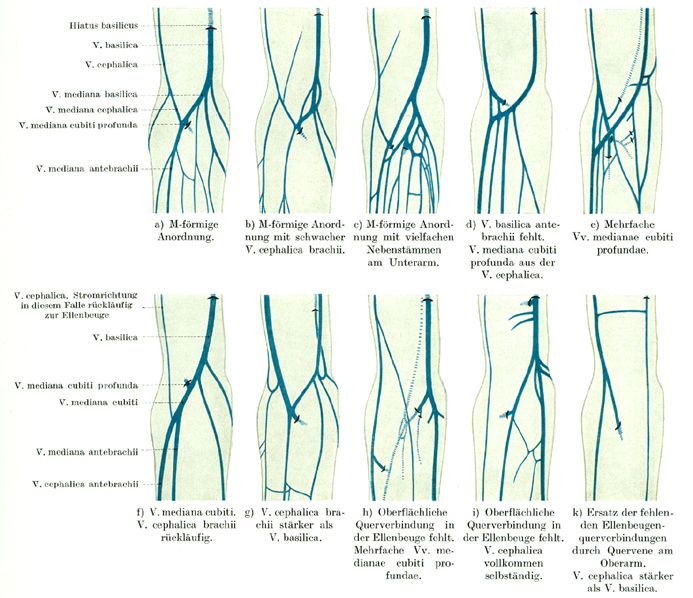 Hiatus basilicus
V. basilica
V. cephalica
V. mediana basilica
V. mediana cephalica
V. mediana cubiti profunda
V. mediana antebrachii
a) M-förmige
Anordnung.
b) M-förmige Anord-
nung mit schwacher
V. cephalica brachii.
c) M-förmige Anord-
nung mit vielfachen
Nebenstämmen
am Unterarm.
d) V. basilica ante-
brachii fehlt.
V. mediana cubiti
profunda aus der
V. cephalica.
e) Mehrfache
Vv. medianae cubiti
profundae.
V. cephalica, Stromrichtung
in diesem Falle rückläufig
zur Ellenbeuge
V. basilica
V. mediana cubiti profunda
V. mediana cubiti
V. mediana antebrachii
V. cephalica antebrachii
f) V. mediana cubiti.
V. cephalica brachii
rückläufig.
g) V. cephalica bra-
chii stärker als
V. basilica.
h) Oberflächliche
Querverbindung in
der Ellenbeuge fehlt.
Mehrfache Vv. me-
dianae cubiti pro-
fundae.
i) Oberflächliche
Querverbindung in
der Ellenbeuge fehlt.
V. cephalica
vollkommen
selbständig.
k) Ersatz der fehlen-
den Ellenbeugen-
querverbindungen
durch Quervene am
Oberarm.
V. cephalica stärker
als V. basilica.